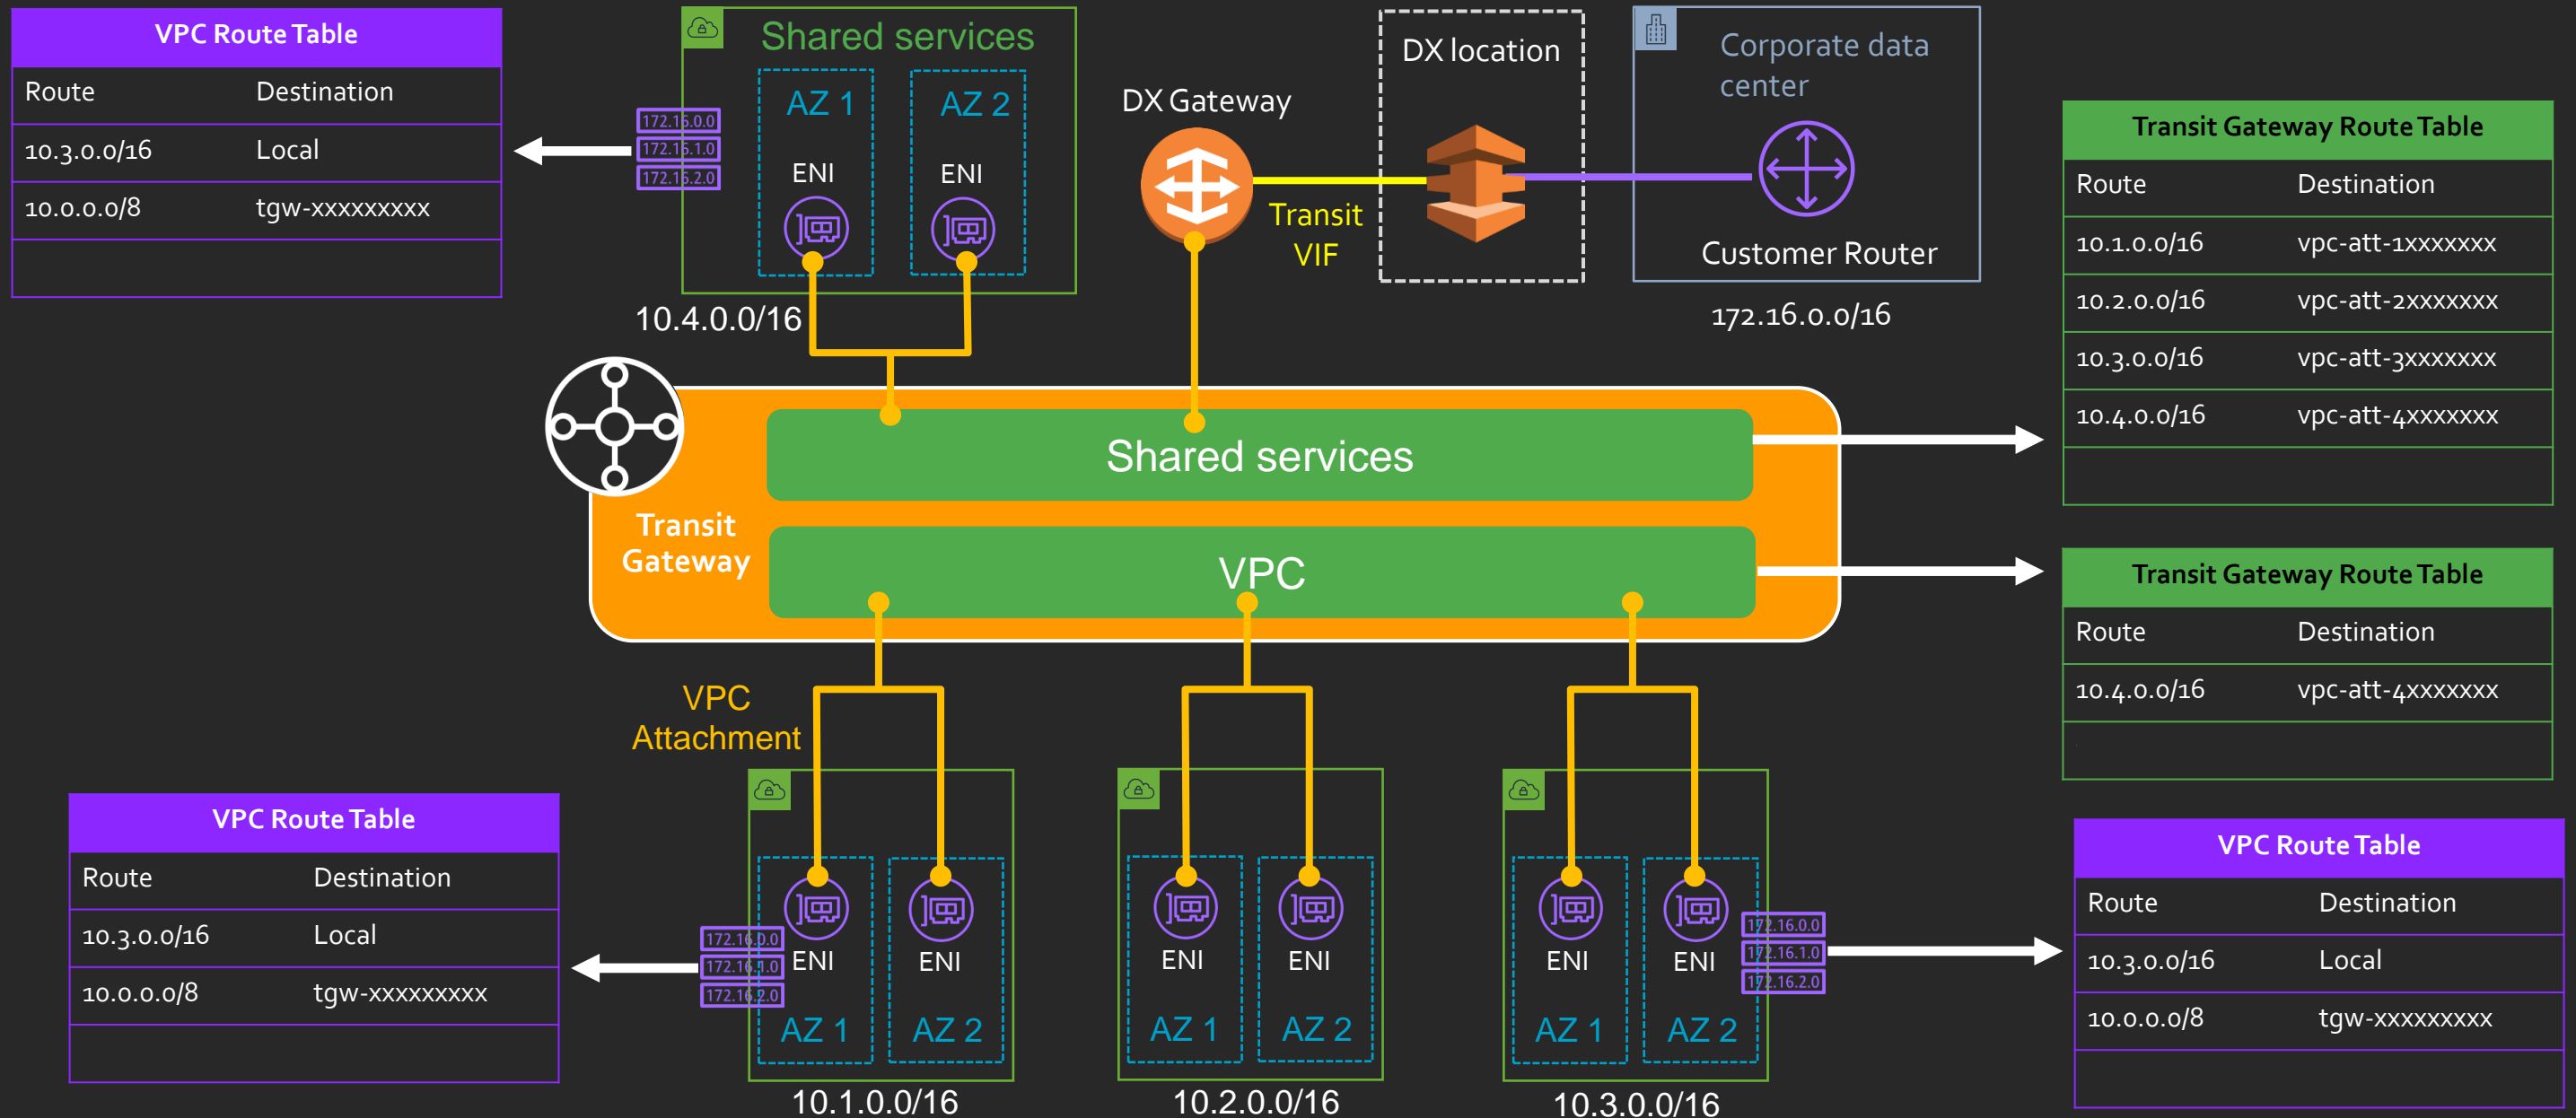 VPC Route Table
Route Destination
10.3.0.0/16 Local
10.0.0.0/8 tgw-xxxxxxxxx
Shared services
AZ 1
AZ 2
ENI
ENI
172.16.0.0
172.16.1.0
172.16.2.0
10.4.0.0/16
DX Gateway
Transit
VIF
DX location
Corporate data
center
Customer Router
172.16.0.0/16
Transit Gateway Route Table
Route Destination
10.1.0.0/16 vpc-att-1xxxxxxx
10.2.0.0/16 vpc-att-2xxxxxxx
10.3.0.0/16 vpc-att-3xxxxxxx
10.4.0.0/16 vpc-att-4xxxxxxx
Shared services
Transit
Gateway
VPC
Transit Gateway Route Table
Route Destination
10.4.0.0/16 vpc-att-4xxxxxxx
VPC
Attachment
VPC Route Table
Route Destination
10.3.0.0/16 Local
10.0.0.0/8 tgw-xxxxxxxxx
172.16.0.0
172.16.1.0
172.16.2.0
ENI
ENI
AZ 1
AZ 2
10.1.0.0/16
ENI
ENI
AZ 1
AZ 2
10.2.0.0/16
ENI
ENI
AZ 1
AZ 2
10.3.0.0/16
172.16.0.0
172.16.1.0
172.16.2.0
VPC Route Table
Route Destination
10.3.0.0/16 Local
10.0.0.0/8 tgw-xxxxxxxxx